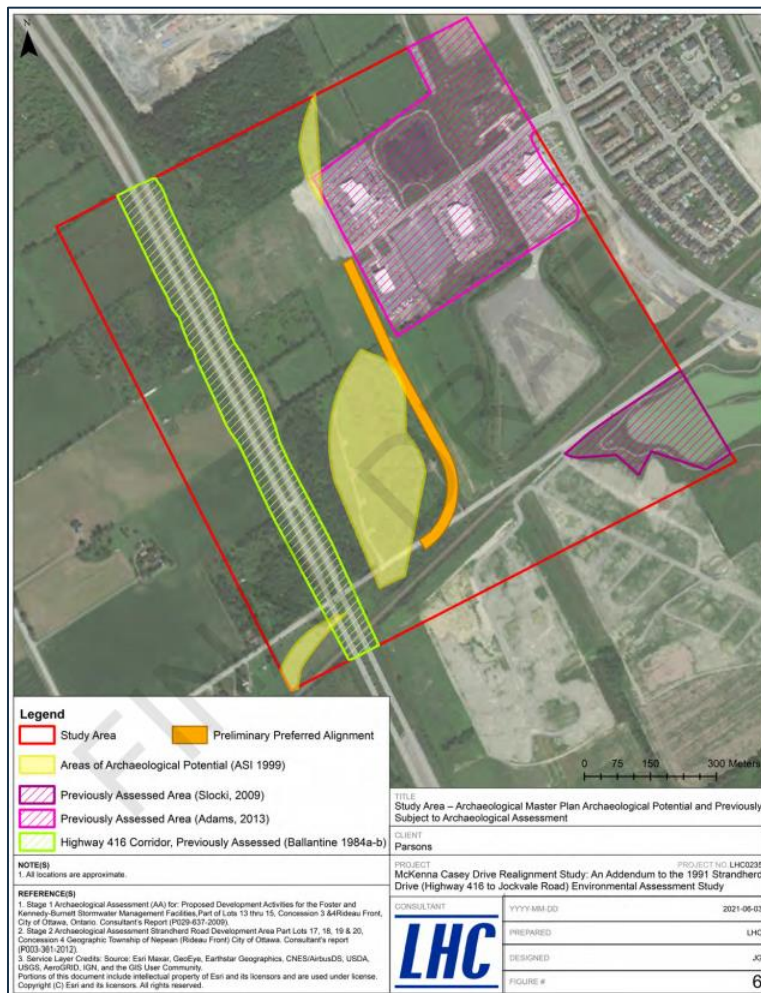 N
FINAL DRAFT
Legend
Study Area
Preliminary Preferred Alignment
Areas of Archaeological Potential (ASI 1999)
Previously Assessed Area (Slocki, 2009)
Previously Assessed Area (Adams, 2013)
Highway 416 Corridor, Previously Assessed (Ballantine 1984a-b)
0 75 150 300 Meters
NOTE(S)
1. All locations are approximate.
REFERENCE(S)
1. Stage 1 Archaeological Assessment (AA) for: Proposed Development Activities for the Foster and
Kennedy-Burnett Stormwater Management Facilities,Part of Lots 13 thru 15, Concession 3 &4Rideau Front,
City of Ottawa, Ontario. Consultant's Report (P029-637-2009).
2. Stage 2 Archaeological Assessment Strandherd Road Development Area Part Lots 17, 18, 19 & 20,
Concession 4 Geographic Township of Nepean (Rideau Front) City of Ottawa. Consultant's report
(P003-361-2012).
3. Service Layer Credits: Source: Esri Maxar, GeoEye, Earthstar Geographics, CNES/AirbusDS, USDA,
USGS, AeroGRID, IGN, and the GIS User Community.
Portions of this document include intellectual property of Esri and its licensors and are used under license.
Copyright (C) Esri and its licensors. All rights reserved.
TITLE
Study Area – Archaeological Master Plan Archaeological Potential and Previously
Subject to Archaeological Assessment
CLIENT
Parsons
PROJECT PROJECT NO. LHC0235
McKenna Casey Drive Realignment Study: An Addendum to the 1991 Strandherd
Drive (Highway 416 to Jockvale Road) Environmental Assessment Study
CONSULTANT
LHC
YYYY-MM-DD 2021-06-03
PREPARED LHC
DESIGNED JG
FIGURE # 6